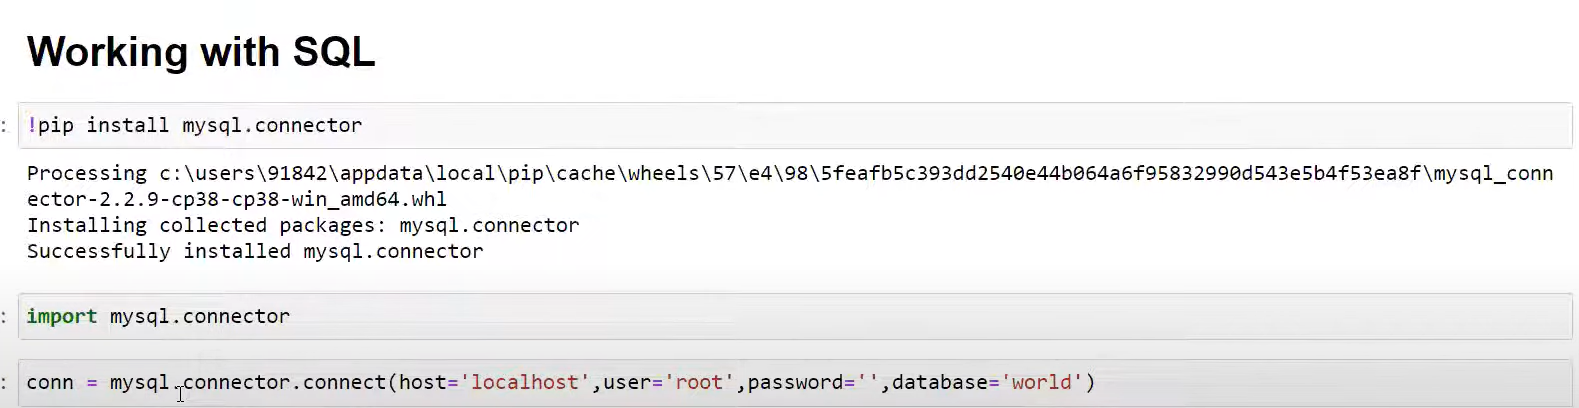 Working with SQL
: !pip install mysql.connector
Processing c:\users\91842\appdata\local\pip\cache\wheels\57\e4\98\5feafb5c393dd2540e44b064a6f95832990d543e5b4f53ea8f\mysql_conn
ector-2.2.9-cp38-cp38-win_amd64.whl
Installing collected packages: mysql.connector
Successfully installed mysql.connector
: import mysql.connector
: conn = mysql.connector.connect(host='localhost',user='root',password='',database='world')